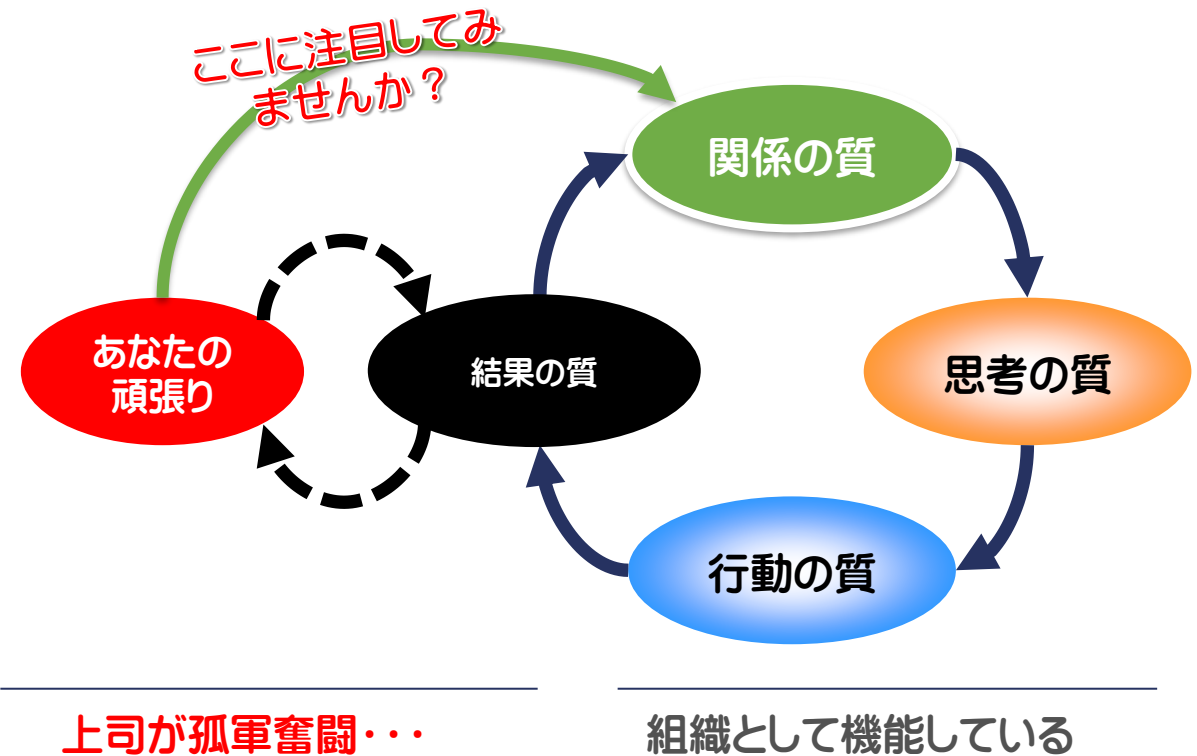 ここに注目してみ
ませんか？
関係の質
あなたの
頑張り
結果の質
思考の質
行動の質
上司が孤軍奮闘・・・
組織として機能している